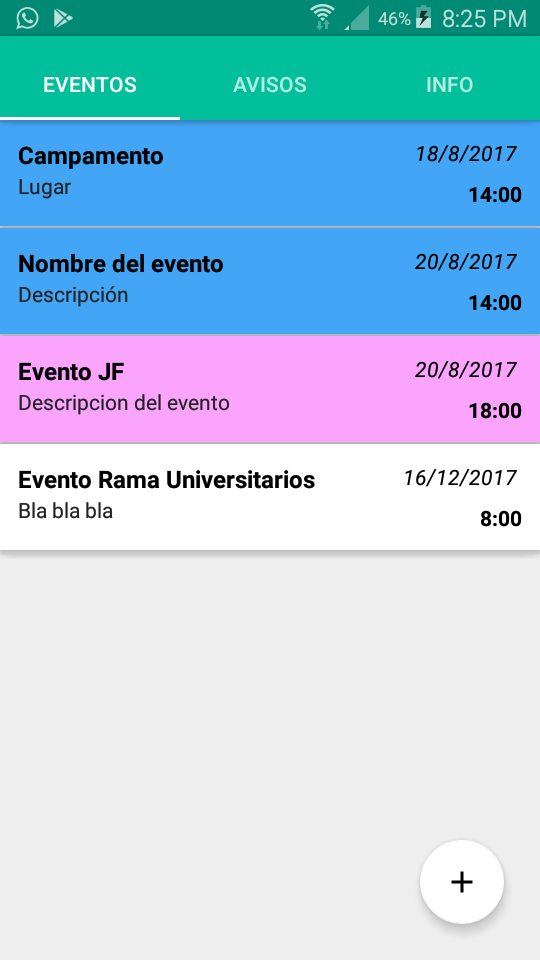 46% 8:25 PM
EVENTOS AVISOS INFO
Campamento 18/8/2017
Lugar
14:00
Nombre del evento 20/8/2017
Descripción
14:00
Evento JF 20/8/2017
Descripcion del evento
18:00
Evento Rama Universitarios 16/12/2017
Bla bla bla
8:00
+